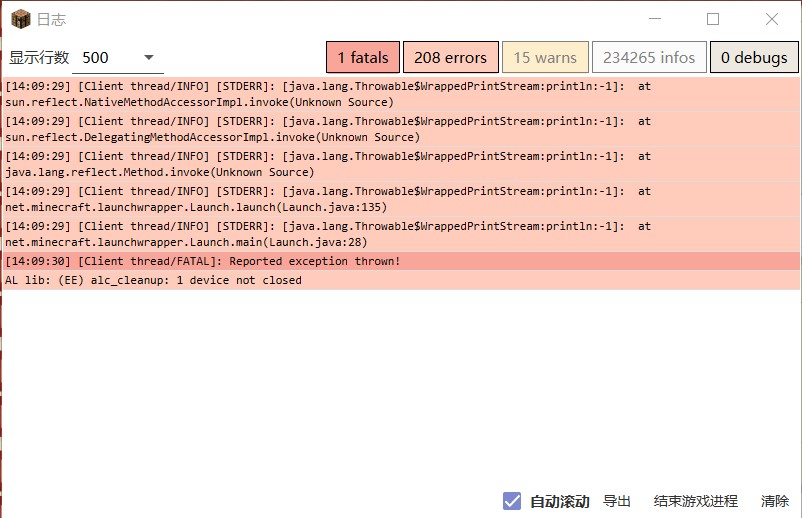 日志
显示行数 500 1 fatals 208 errors 15 warns 234265 infos 0 debugs
[14:09:29] [Client thread/INFO] [STDERR]: [java.lang.Throwable$WrappedPrintStream:println:-1]:  at
sun.reflect.NativeMethodAccessorImpl.invoke(Unknown Source)
[14:09:29] [Client thread/INFO] [STDERR]: [java.lang.Throwable$WrappedPrintStream:println:-1]:  at
sun.reflect.DelegatingMethodAccessorImpl.invoke(Unknown Source)
[14:09:29] [Client thread/INFO] [STDERR]: [java.lang.Throwable$WrappedPrintStream:println:-1]:  at
java.lang.reflect.Method.invoke(Unknown Source)
[14:09:29] [Client thread/INFO] [STDERR]: [java.lang.Throwable$WrappedPrintStream:println:-1]:  at
net.minecraft.launchwrapper.Launch.launch(Launch.java:135)
[14:09:29] [Client thread/INFO] [STDERR]: [java.lang.Throwable$WrappedPrintStream:println:-1]:  at
net.minecraft.launchwrapper.Launch.main(Launch.java:28)
[14:09:30] [Client thread/FATAL]: Reported exception thrown!
AL lib: (EE) alc_cleanup: 1 device not closed
自动滚动 导出 结束游戏进程 清除